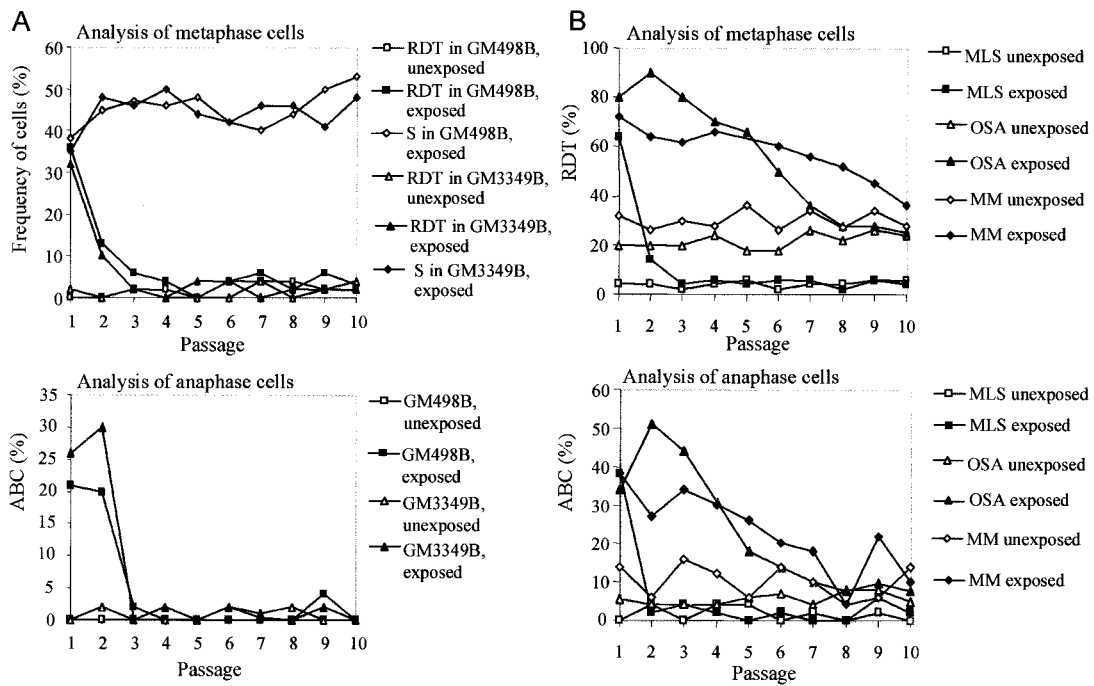 A
Analysis of metaphase cells
Frequency of cells (%)
60
50
40
30
20
10
0
1 2 3 4 5 6 7 8 9 10
Passage
RDT in GM498B,
unexposed
RDT in GM498B,
exposed
S in GM498B,
exposed
RDT in GM3349B,
unexposed
RDT in GM3349B,
exposed
S in GM3349B,
exposed
Analysis of anaphase cells
ABC (%)
35
30
25
20
15
10
5
0
1 2 3 4 5 6 7 8 9 10
Passage
GM498B,
unexposed
GM498B,
exposed
GM3349B,
unexposed
GM3349B,
exposed
B
Analysis of metaphase cells
RDT (%)
100
80
60
40
20
0
1 2 3 4 5 6 7 8 9 10
Passage
MLS unexposed
MLS exposed
OSA unexposed
OSA exposed
MM unexposed
MM exposed
Analysis of anaphase cells
ABC (%)
60
50
40
30
20
10
0
1 2 3 4 5 6 7 8 9 10
Passage
MLS unexposed
MLS exposed
OSA unexposed
OSA exposed
MM unexposed
MM exposed